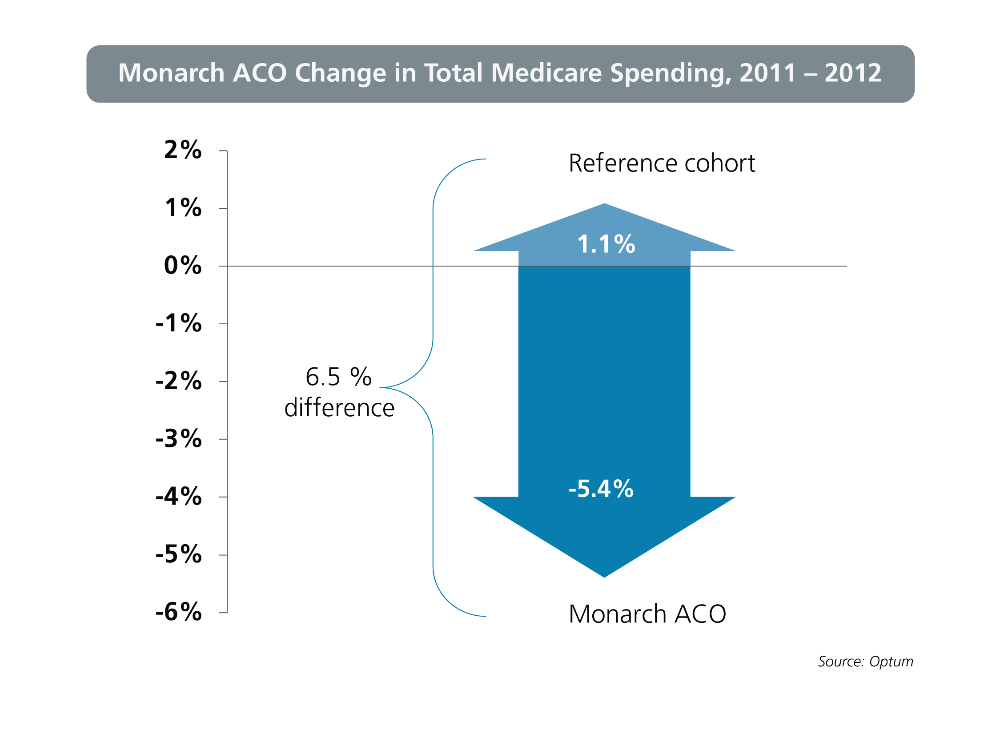 Monarch ACO Change in Total Medicare Spending, 2011 – 2012
2%
1%
0%
-1%
-2%
-3%
-4%
-5%
-6%
6.5 %
difference
Reference cohort
1.1%
-5.4%
Monarch ACO
Source: Optum